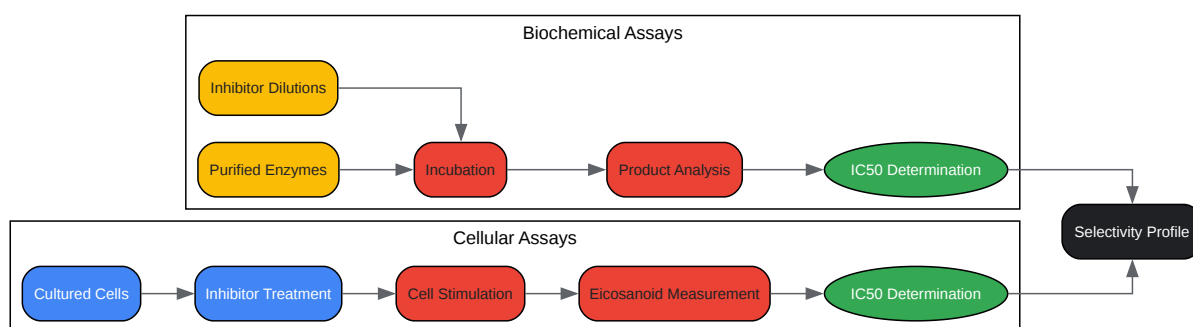 Biochemical Assays
Inhibitor Dilutions
Purified Enzymes
Incubation
Product Analysis
IC50 Determination
Selectivity Profile
Cellular Assays
Cultured Cells
Inhibitor Treatment
Cell Stimulation
Eicosanoid Measurement
IC50 Determination